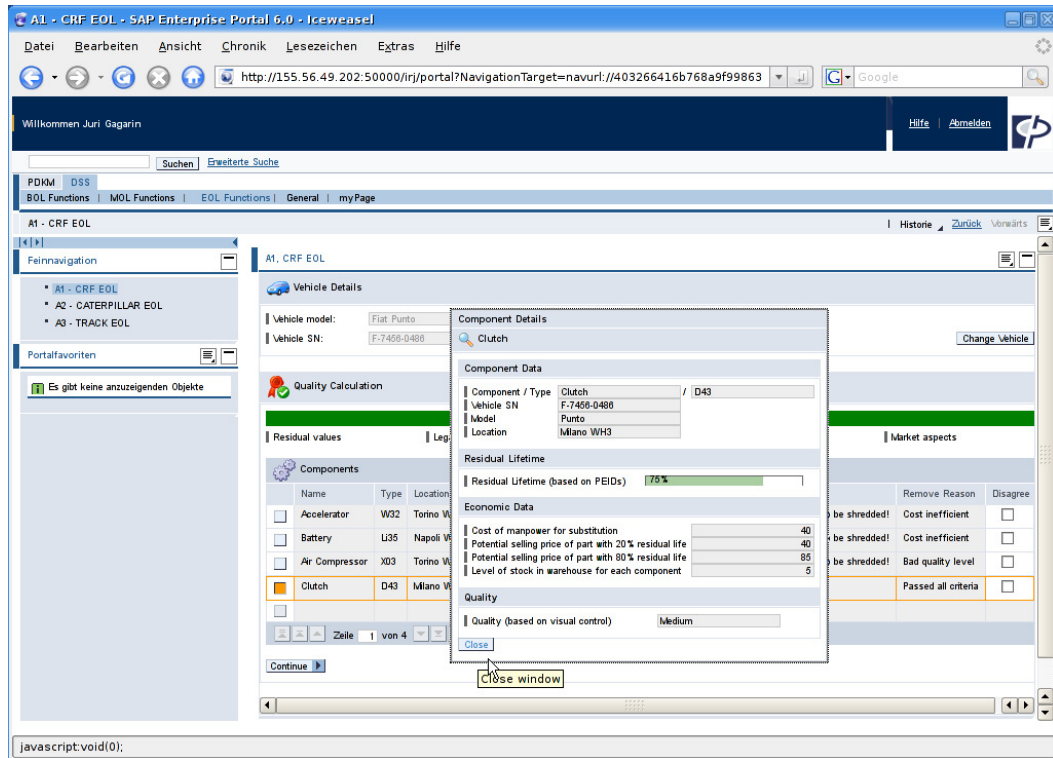 A1 - CRF EOL - SAP Enterprise Portal 6.0 - Iceweasel
Datei Bearbeiten Ansicht Chronik Lesezeichen Extras Hilfe
http://155.56.49.202:50000/irj/portal?NavigationTarget=navurl://403266416b768a9f99863 G Google
Willkommen Juri Gagarin Hilfe | Abmelden
Suchen Erweiterte Suche
PDKM DSS
BOL Functions | MOL Functions | EOL Functions | General | myPage
A1 - CRF EOL | Historie Zurück Vorwärts
Feinnavigation
A1 - CRF EOL
A2 - CATERPILLAR EOL
A3 - TRACK EOL
Portalfavoriten
Es gibt keine anzuzeigenden Objekte
A1, CRF EOL
Vehicle Details
Vehicle model: Fiat Punto
Vehicle SN: F-7456-0486 Change Vehicle
Quality Calculation
Residual values Leg Market aspects
Components
Name Type Location Remove Reason Disagree
Accelerator W32 Torino W be shredded! Cost inefficient
Battery LI35 Napoli W be shredded! Cost inefficient
Air Compressor X03 Torino W be shredded! Bad quality level
Clutch D43 Milano W Passed all criteria
Zeile 1 von 4
Continue
Component Details
Clutch
Component Data
Component / Type Clutch / D43
Vehicle SN F-7456-0486
Model Punto
Location Milano WH3
Residual Lifetime
Residual Lifetime (based on PEIDs) 75%
Economic Data
Cost of manpower for substitution 40
Potential selling price of part with 20% residual life 40
Potential selling price of part with 80% residual life 85
Level of stock in warehouse for each component 5
Quality
Quality (based on visual control) Medium
Close
Close window
javascript:void(0);